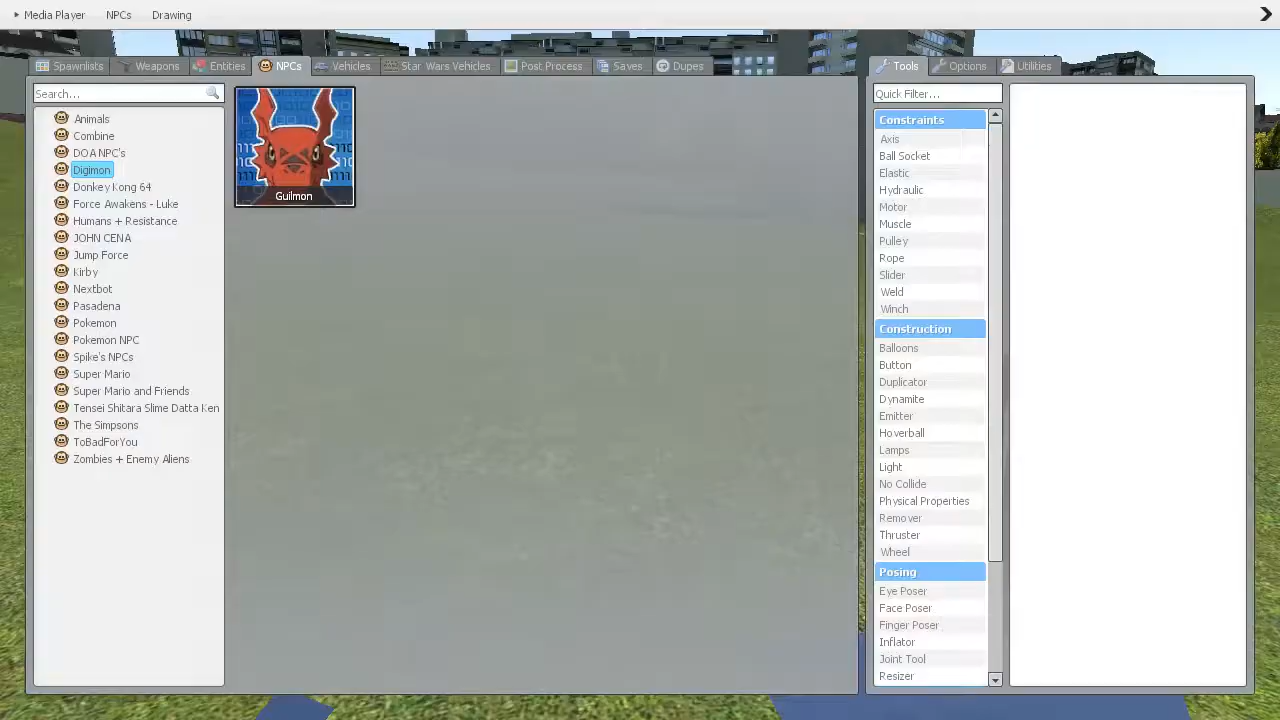 Media Player NPCs Drawing
Spawnlists Weapons Entities NPCs Vehicles Star Wars Vehicles Post Process Saves Dupes
Search...
Animals
Combine
DOA NPC's
Digimon
Donkey Kong 64
Force Awakens - Luke
Humans + Resistance
JOHN CENA
Jump Force
Kirby
Nextbot
Pasadena
Pokemon
Pokemon NPC
Spike's NPCs
Super Mario
Super Mario and Friends
Tensei Shitara Slime Datta Ken
The Simpsons
ToBadForYou
Zombies + Enemy Aliens
Guilmon
Tools Options Utilities
Quick Filter...
Constraints
Axis
Ball Socket
Elastic
Hydraulic
Motor
Muscle
Pulley
Rope
Slider
Weld
Winch
Construction
Balloons
Button
Duplicator
Dynamite
Emitter
Hoverball
Lamps
Light
No Collide
Physical Properties
Remover
Thruster
Wheel
Posing
Eye Poser
Face Poser
Finger Poser
Inflator
Joint Tool
Resizer